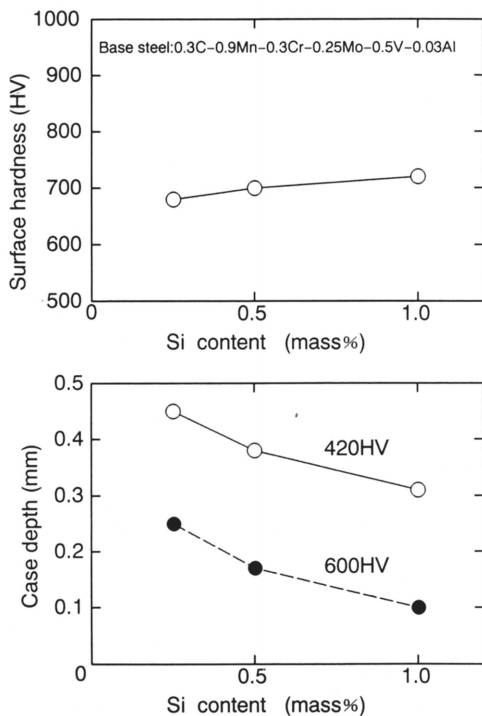 1000
Base steel:0.3C−0.9Mn−0.3Cr−0.25Mo−0.5V−0.03Al
900
800
700
600
500
Surface hardness (HV)
0 0.5 1.0
Si content (mass%)
0.5
0.4
420HV
0.3
0.2
600HV
0.1
0
Case depth (mm)
0.5 1.0
Si content (mass%)